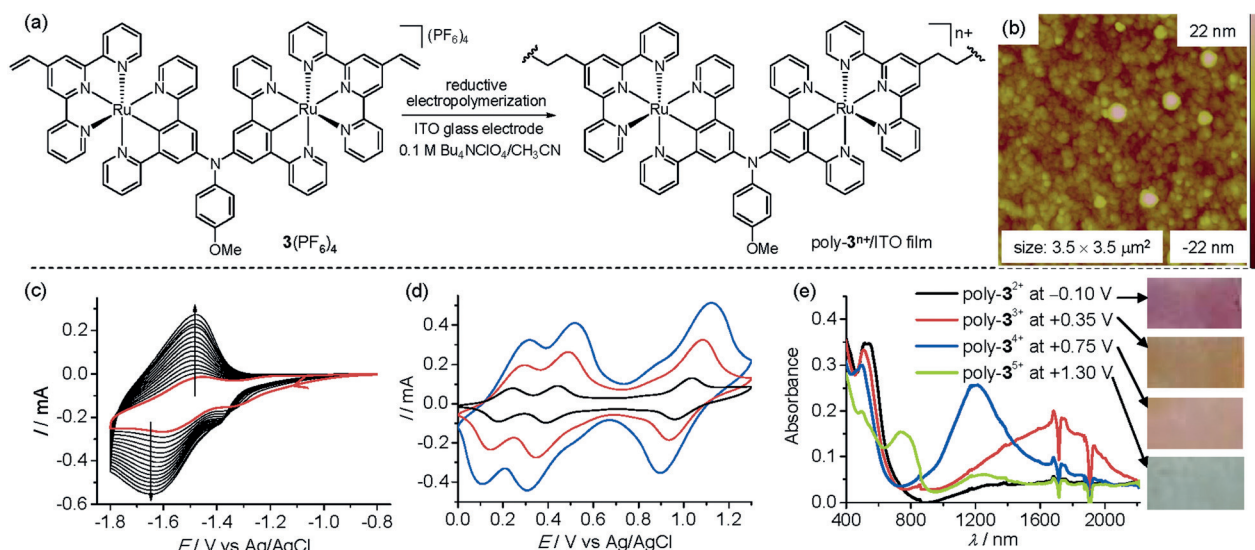 (a)
(PF₆)₄
N
N
N
Ru
N
N
N
N
N
Ru
N
N
N
OMe
3(PF₆)₄
reductive
electropolymerization
ITO glass electrode
0.1 M Bu₄NClO₄/CH₃CN
n+
N
N
N
Ru
N
N
N
N
N
Ru
N
N
N
OMe
poly-3ⁿ⁺/ITO film
(b)
22 nm
size: 3.5 × 3.5 μm²
-22 nm
(c)
I / mA
0.2
0.0
-0.2
-0.4
-0.6
-1.8 -1.6 -1.4 -1.2 -1.0 -0.8
E / V vs Ag/AgCl
(d)
0.4
0.2
0.0
-0.2
-0.4
0.0 0.2 0.4 0.6 0.8 1.0 1.2
E / V vs Ag/AgCl
(e)
poly-3²⁺ at –0.10 V
poly-3³⁺ at +0.35 V
poly-3⁴⁺ at +0.75 V
poly-3⁵⁺ at +1.30 V
Absorbance
0.4
0.3
0.2
0.1
0.0
400 800 1200 1600 2000
λ / nm